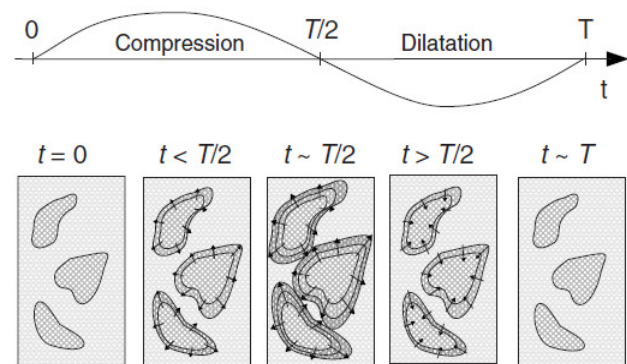 0 T/2 T
Compression Dilatation
t
t = 0 t < T/2 t ~ T/2 t > T/2 t ~ T